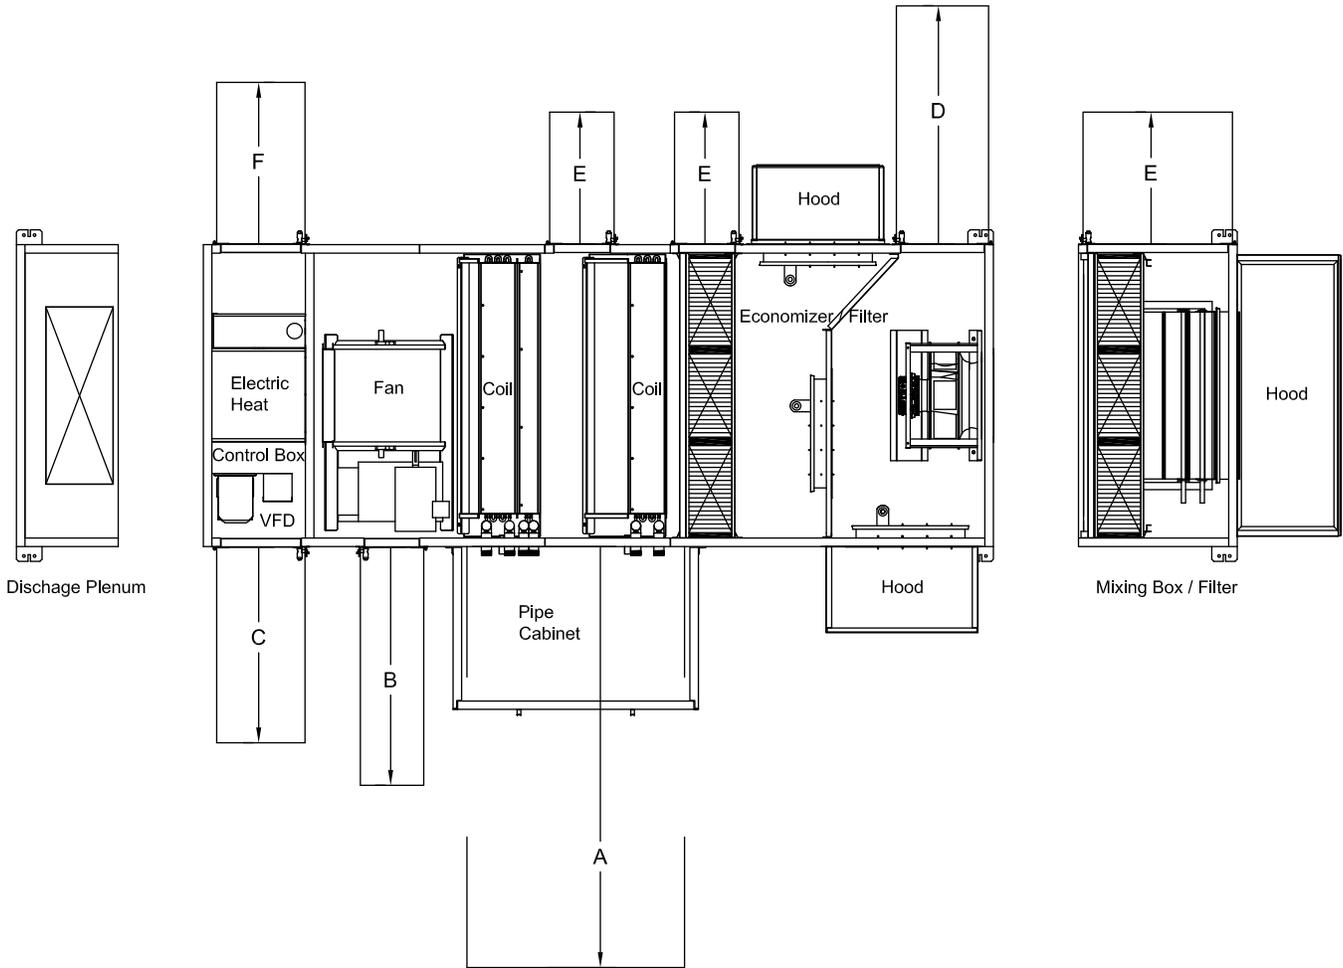 D
F
E
E
E
Hood
Economizer / Filter
Electric
Heat
Fan
Coil
Coil
Hood
Control Box
VFD
Dischage Plenum
Hood
Mixing Box / Filter
Pipe
Cabinet
C
B
A